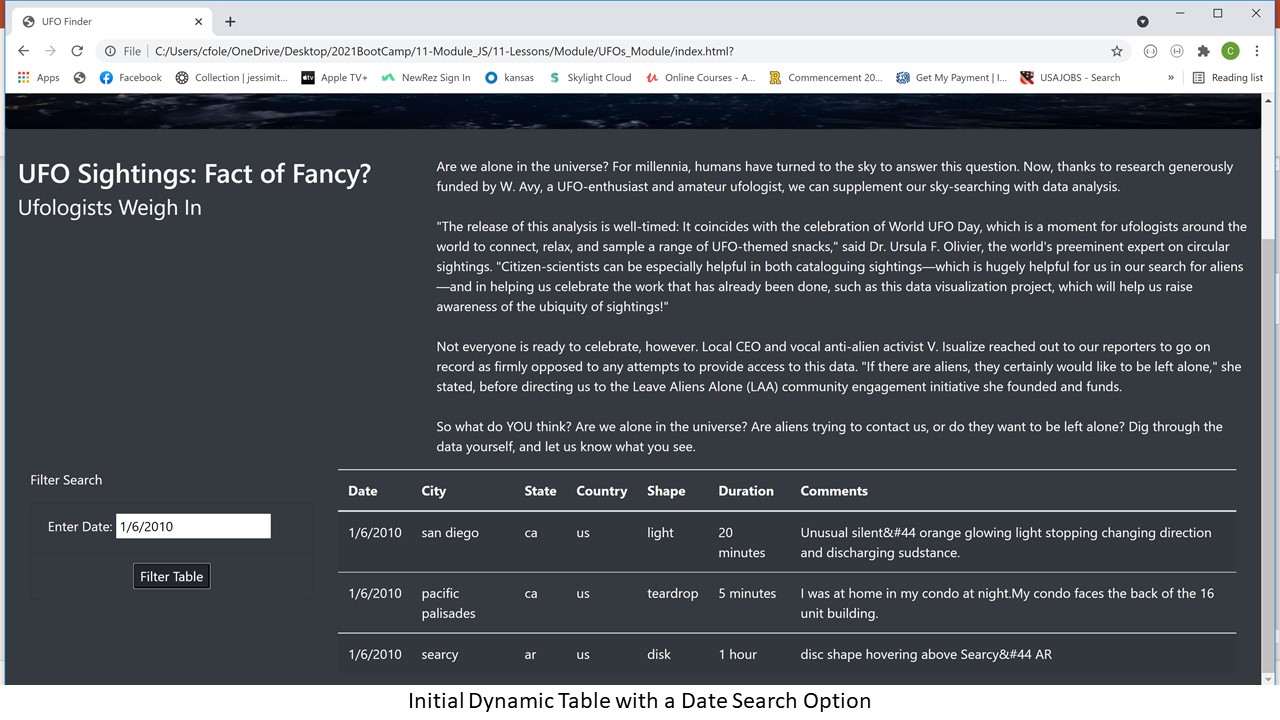 UFO Finder
File
C:/Users/cfole/OneDrive/Desktop/2021BootCamp/11-Module_JS/11-Lessons/Module/UFOs_Module/index.html?
C
Apps Facebook Collection | jessimit... tv Apple TV+ NewRez Sign In kansas S Skylight Cloud Online Courses - A... R Commencement 20... Get My Payment | I... USAJOBS - Search » Reading list
UFO Sightings: Fact of Fancy?
Ufologists Weigh In
Are we alone in the universe? For millennia, humans have turned to the sky to answer this question. Now, thanks to research generously
funded by W. Avy, a UFO-enthusiast and amateur ufologist, we can supplement our sky-searching with data analysis.
"The release of this analysis is well-timed: It coincides with the celebration of World UFO Day, which is a moment for ufologists around the
world to connect, relax, and sample a range of UFO-themed snacks," said Dr. Ursula F. Olivier, the world's preeminent expert on circular
sightings. "Citizen-scientists can be especially helpful in both cataloguing sightings—which is hugely helpful for us in our search for aliens
—and in helping us celebrate the work that has already been done, such as this data visualization project, which will help us raise
awareness of the ubiquity of sightings!"
Not everyone is ready to celebrate, however. Local CEO and vocal anti-alien activist V. Isualize reached out to our reporters to go on
record as firmly opposed to any attempts to provide access to this data. "If there are aliens, they certainly would like to be left alone," she
stated, before directing us to the Leave Aliens Alone (LAA) community engagement initiative she founded and funds.
So what do YOU think? Are we alone in the universe? Are aliens trying to contact us, or do they want to be left alone? Dig through the
data yourself, and let us know what you see.
Filter Search
Enter Date: 1/6/2010
Filter Table
Date City State Country Shape Duration Comments
1/6/2010 san diego ca us light 20 Unusual silent&#44 orange glowing light stopping changing direction
minutes and discharging sudstance.
1/6/2010 pacific ca us teardrop 5 minutes I was at home in my condo at night.My condo faces the back of the 16
palisades unit building.
1/6/2010 searcy ar us disk 1 hour disc shape hovering above Searcy&#44 AR
Initial Dynamic Table with a Date Search Option